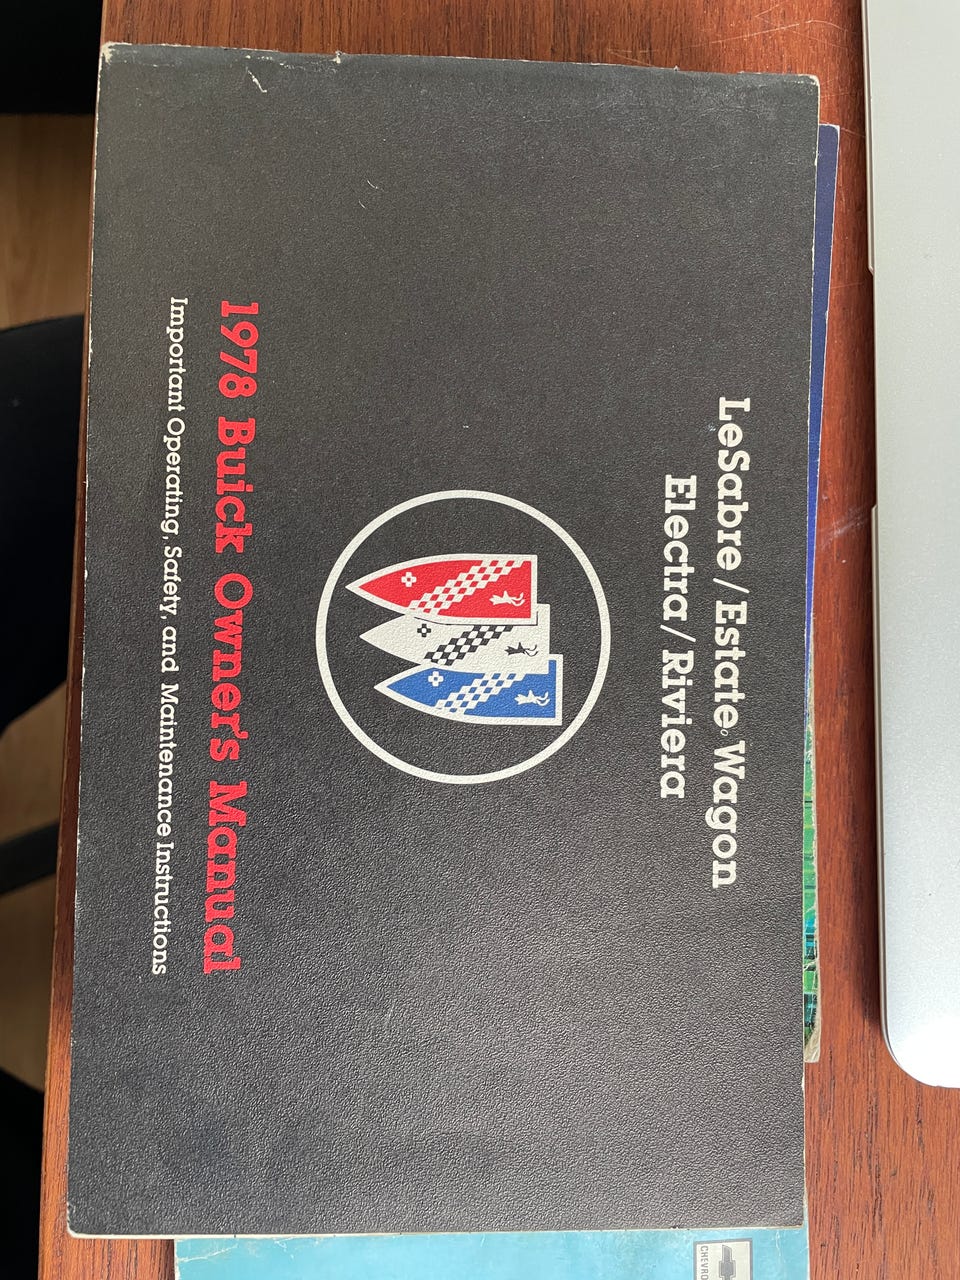 LeSabre / Estate Wagon
Electra / Riviera
1978 Buick Owner's Manual
Important Operating, Safety, and Maintenance Instructions